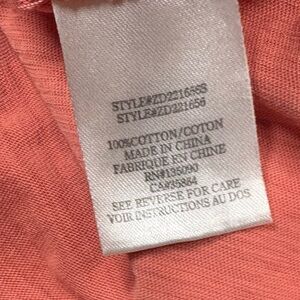 STYLE#ZD221656S
STYLE#ZD221656
100%COTTON/COTON
MADE IN CHINA
FABRIQUE EN CHINE
RN#135090
CA#35884
SEE REVERSE FOR CARE
VOIR INSTRUCTIONS AU DOS